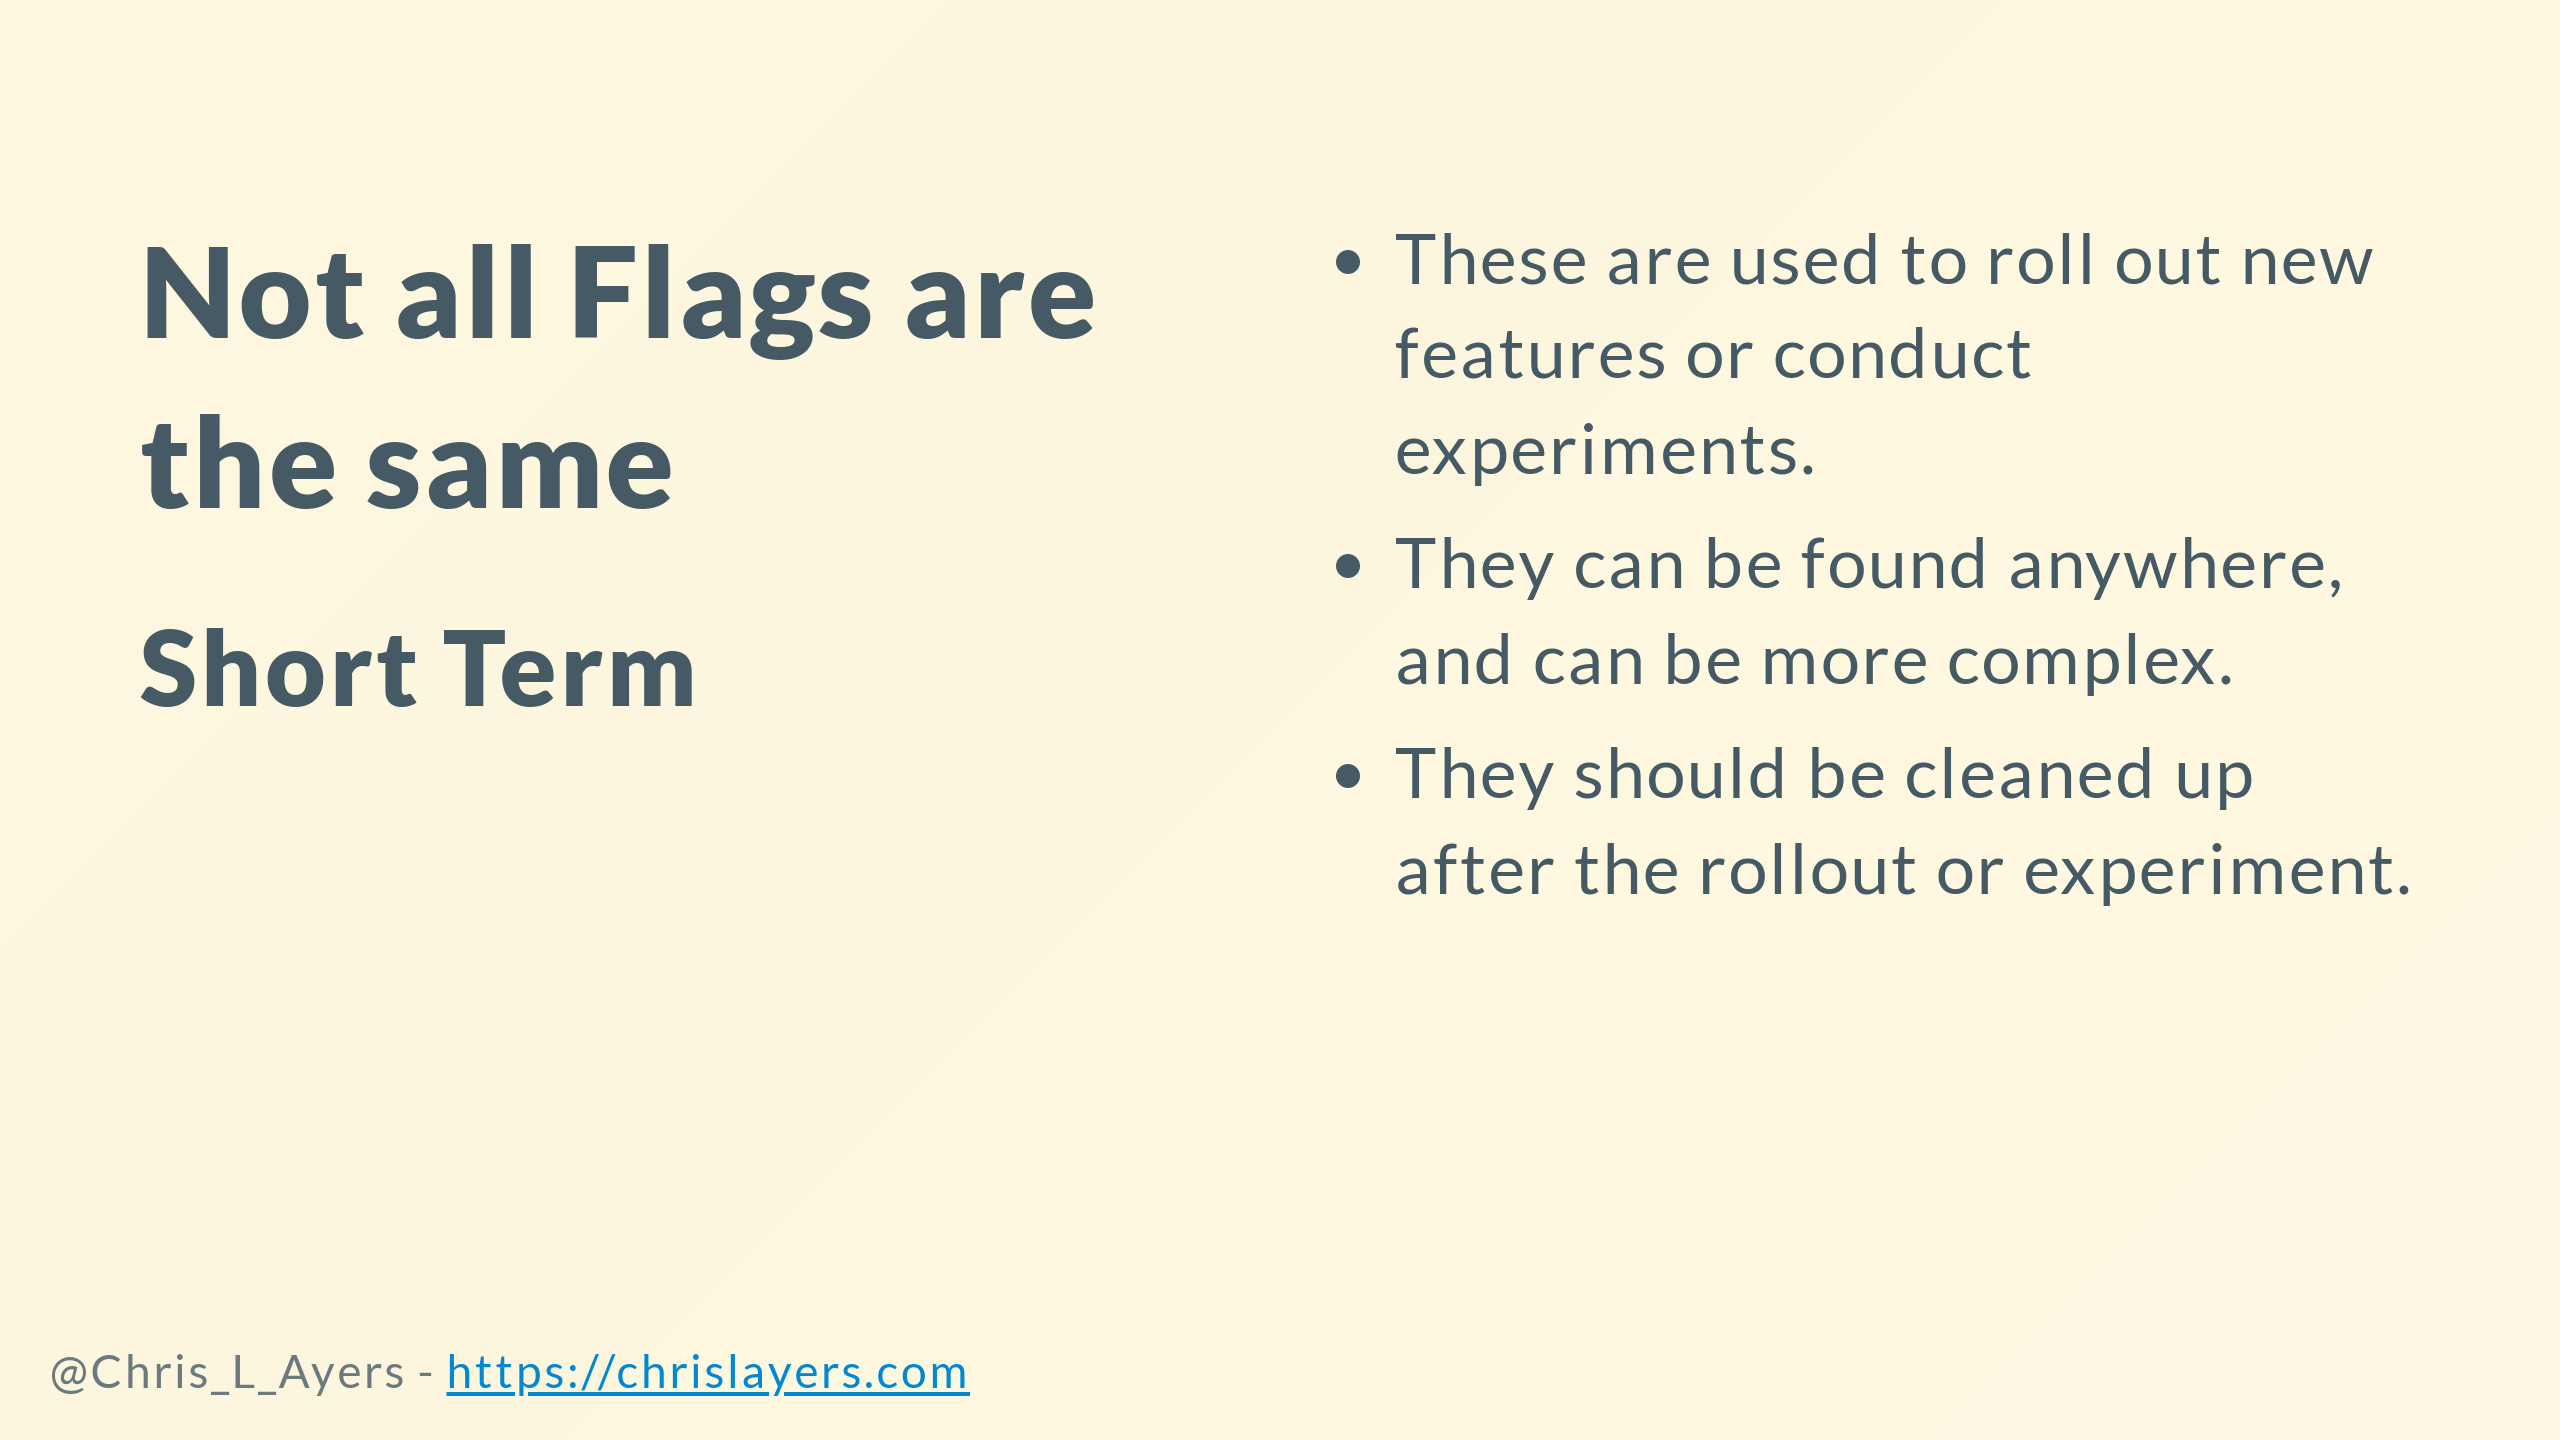 Not all Flags are
the same
Short Term
• These are used to roll out new
features or conduct
experiments.
• They can be found anywhere,
and can be more complex.
• They should be cleaned up
after the rollout or experiment.
@Chris_L_Ayers - https://chrislayers.com